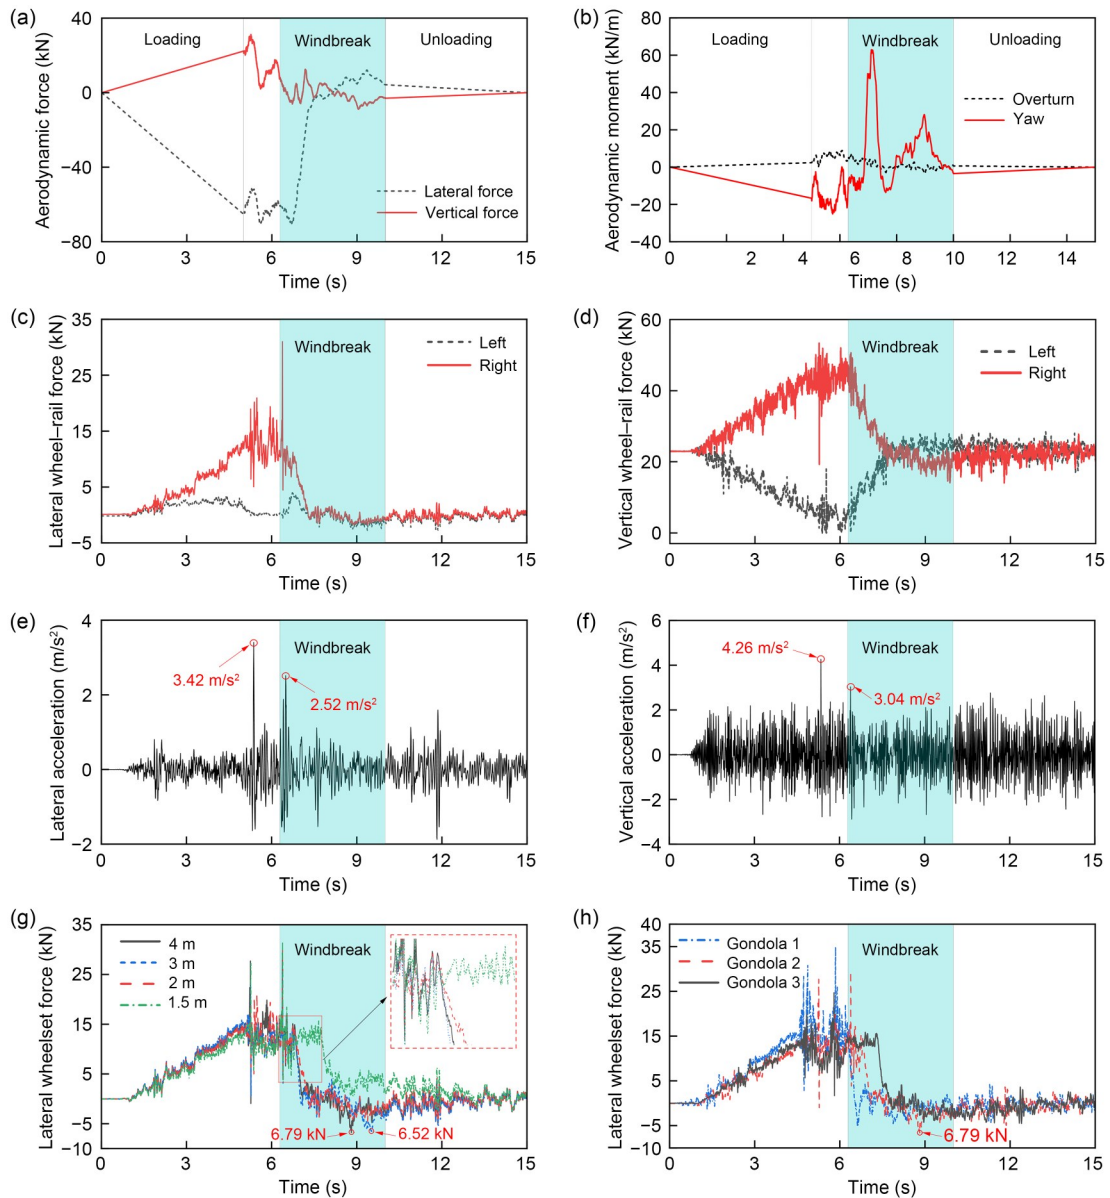 (a)
Aerodynamic force (kN)
40
0
−40
−80
Loading
Windbreak
Unloading
Lateral force
Vertical force
0 3 6 9 12 15
Time (s)
(b)
Aerodynamic moment (kN/m)
80
60
40
20
0
−20
−40
Loading
Windbreak
Unloading
Overturn
Yaw
0 2 4 6 8 10 12 14
Time (s)
(c)
Lateral wheel–rail force (kN)
35
25
15
5
−5
Windbreak
Left
Right
0 3 6 9 12 15
Time (s)
(d)
Vertical wheel–rail force (kN)
60
40
20
0
Windbreak
Left
Right
0 3 6 9 12 15
Time (s)
(e)
Lateral acceleration (m/s²)
4
2
0
−2
Windbreak
3.42 m/s²
2.52 m/s²
0 3 6 9 12 15
Time (s)
(f)
Vertical acceleration (m/s²)
6
4
2
0
−2
−4
Windbreak
4.26 m/s²
3.04 m/s²
0 3 6 9 12 15
Time (s)
(g)
Lateral wheelset force (kN)
35
25
15
5
−5
−10
4 m
3 m
2 m
1.5 m
Windbreak
6.79 kN
6.52 kN
0 3 6 9 12 15
Time (s)
(h)
Lateral wheelset force (kN)
40
35
25
15
5
−5
−10
Gondola 1
Gondola 2
Gondola 3
Windbreak
6.79 kN
0 3 6 9 12 15
Time (s)